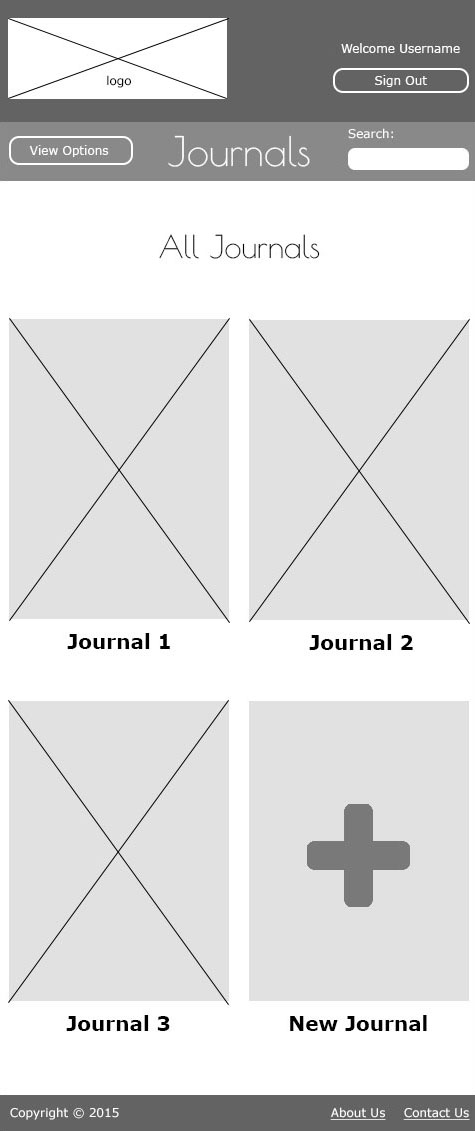 logo
Welcome Username
Sign Out
View Options
Journals
Search:
All Journals
Journal 1
Journal 2
Journal 3
New Journal
Copyright © 2015
About Us
Contact Us